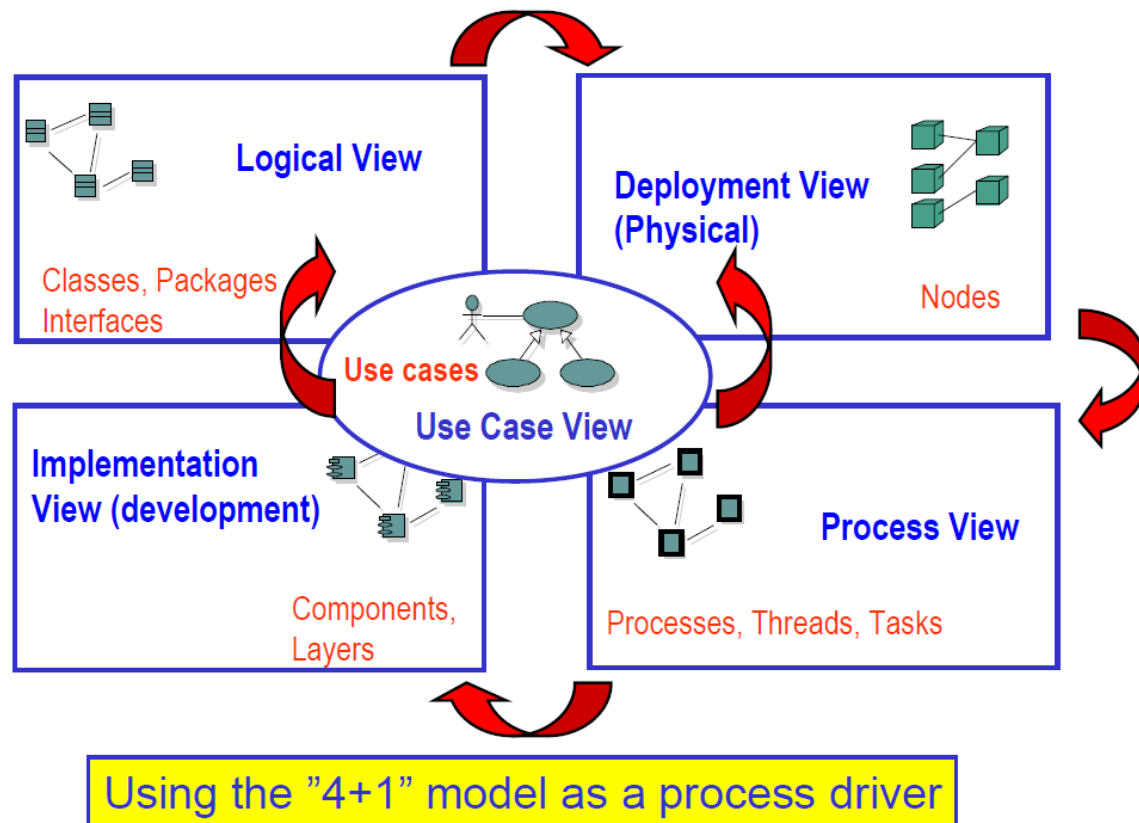 Logical View
Classes, Packages
Interfaces
Deployment View
(Physical)
Nodes
Use cases
Use Case View
Implementation
View (development)
Components,
Layers
Process View
Processes, Threads, Tasks
Using the ”4+1” model as a process driver